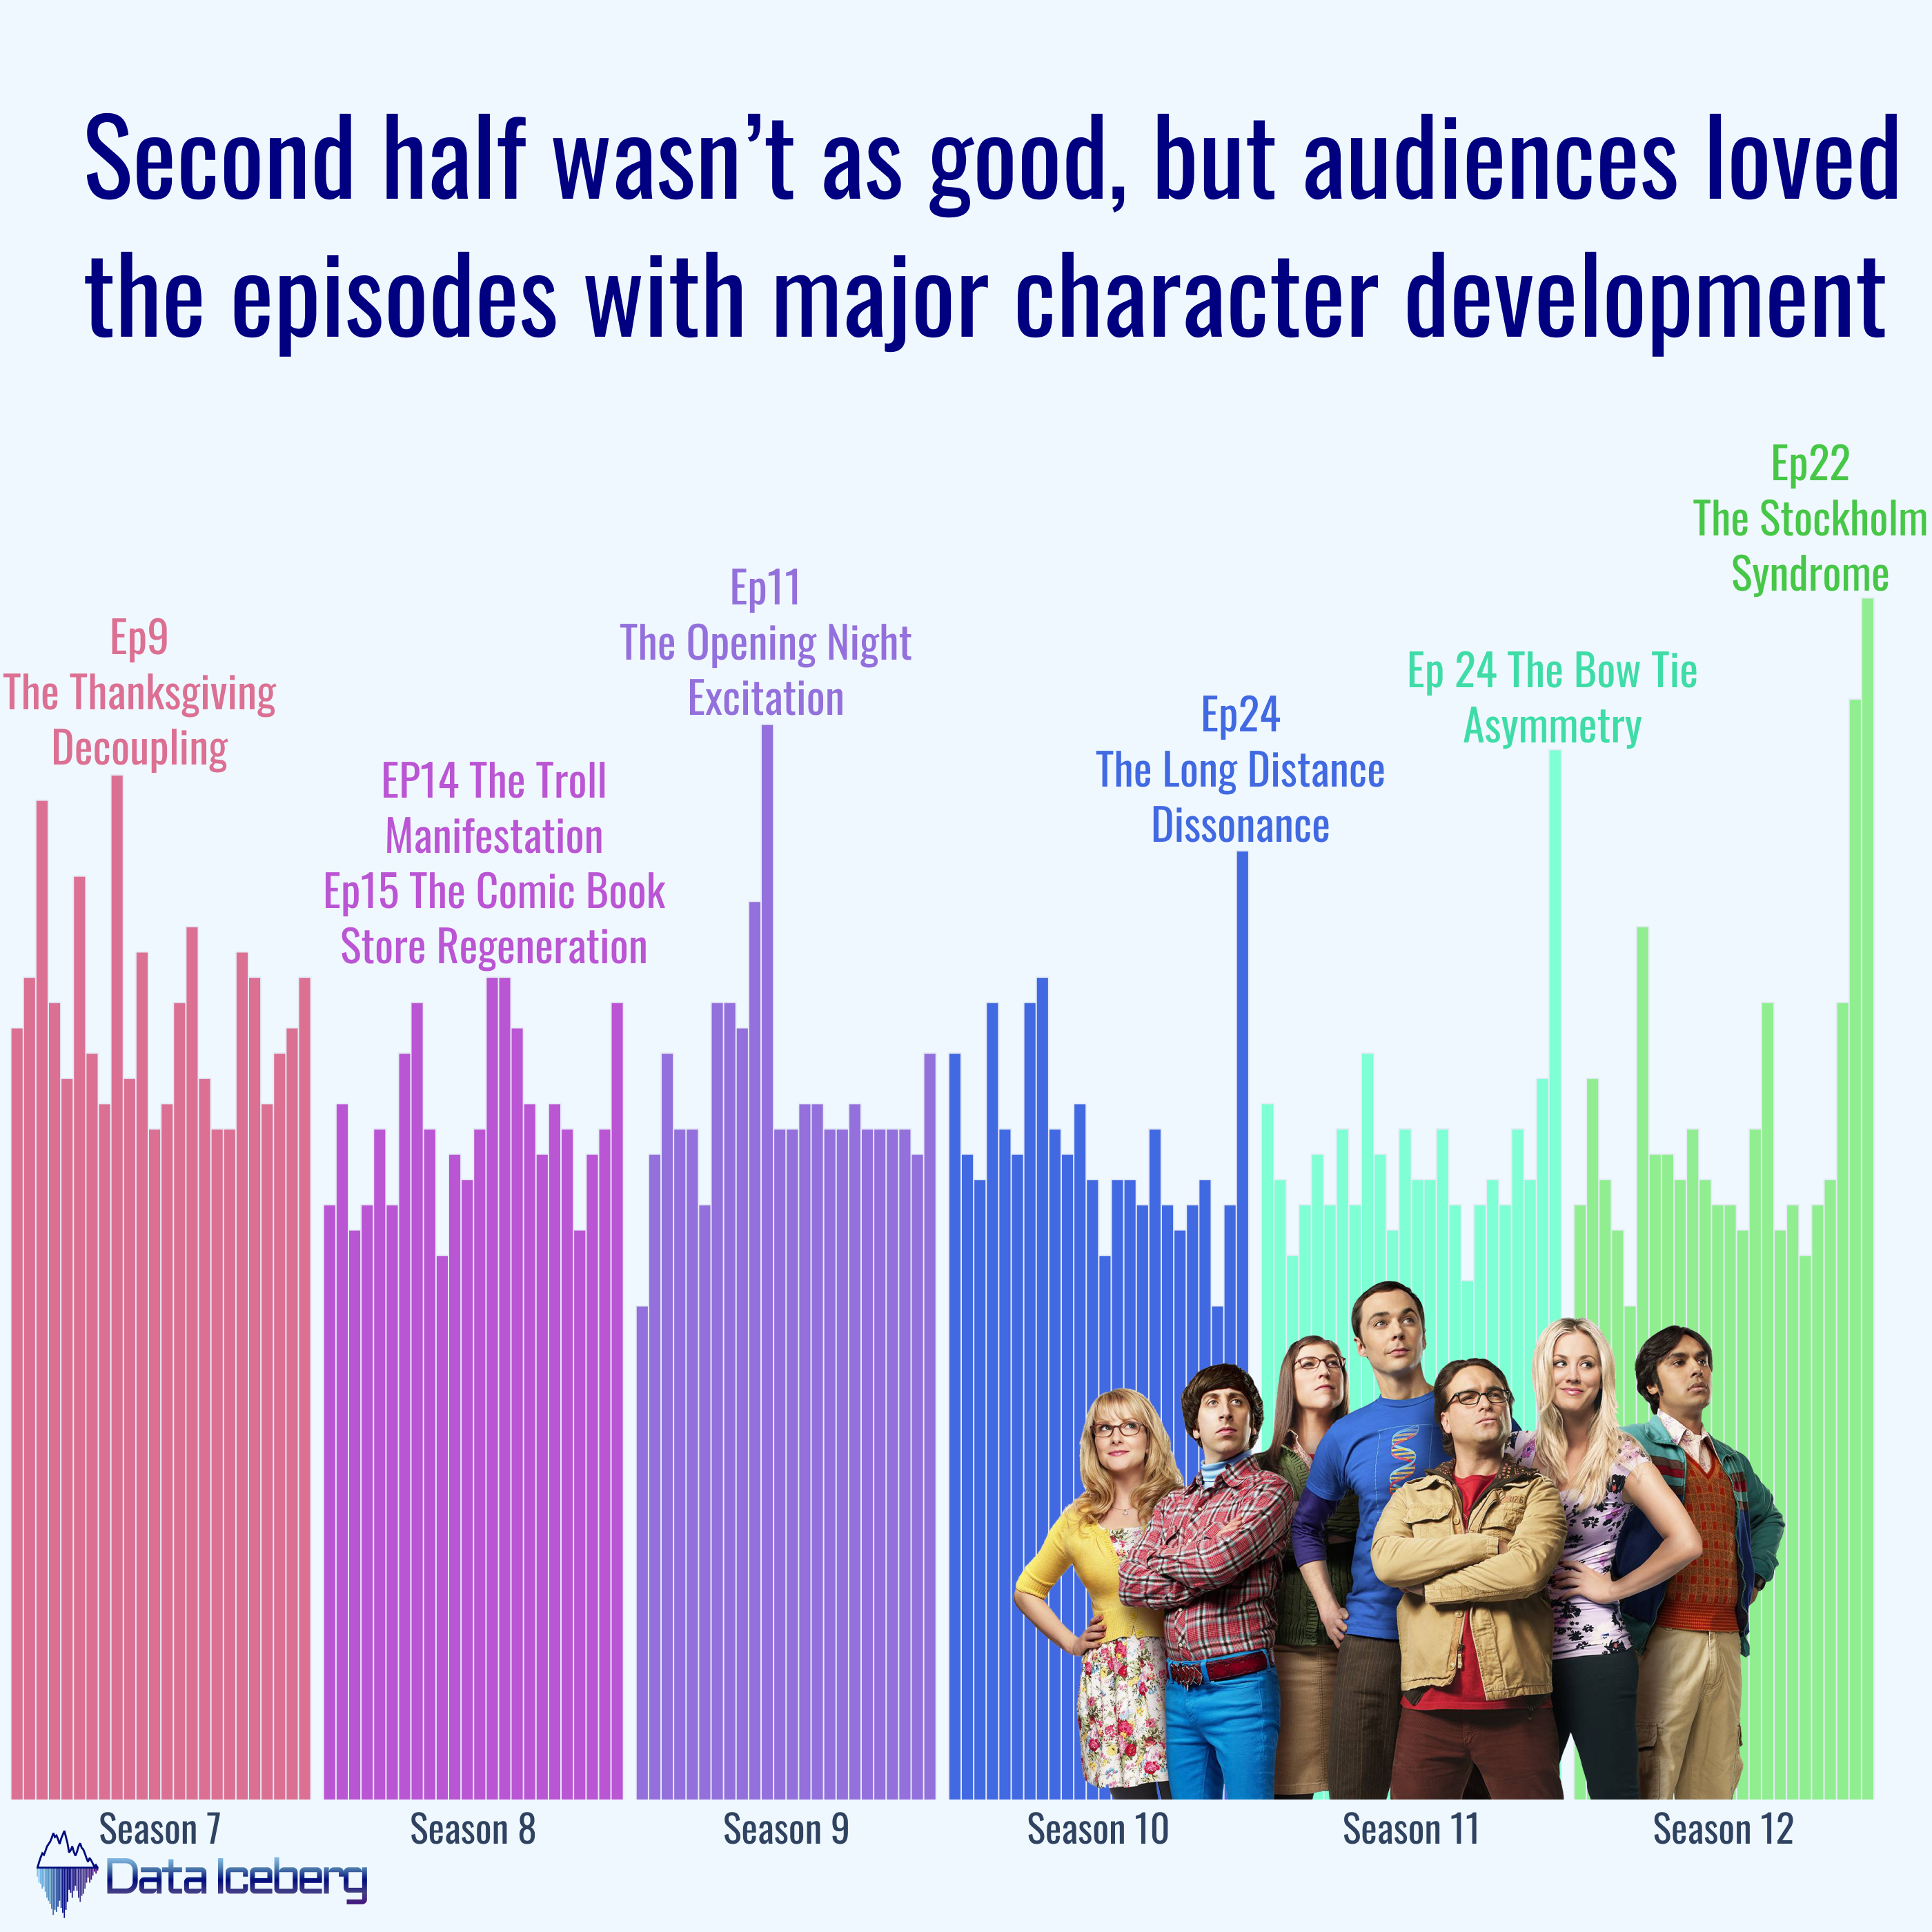 Second half wasn’t as good, but audiences loved
the episodes with major character development
Ep22
The Stockholm
Syndrome
Ep11
The Opening Night
Excitation
Ep9
The Thanksgiving
Decoupling
Ep 24 The Bow Tie
Asymmetry
Ep24
The Long Distance
Dissonance
EP14 The Troll
Manifestation
Ep15 The Comic Book
Store Regeneration
Season 7
Season 8
Season 9
Season 10
Season 11
Season 12
Data Iceberg